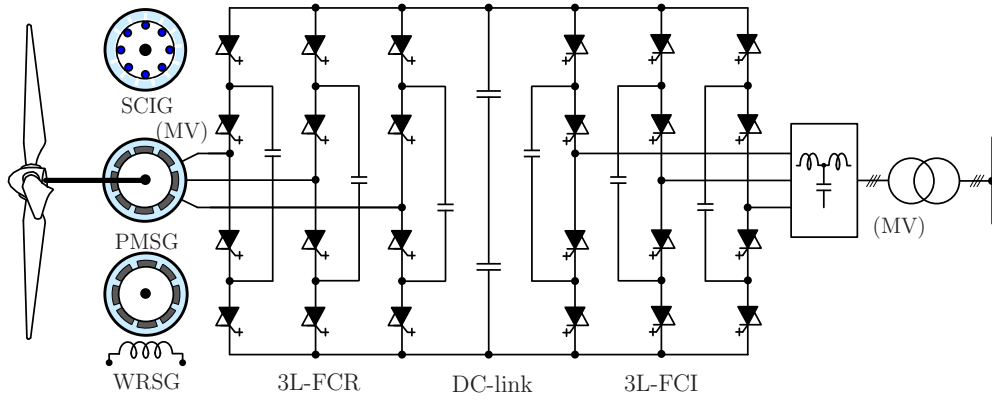 SCIG
(MV)
PMSG
(MV)
WRSG
3L-FCR
DC-link
3L-FCI